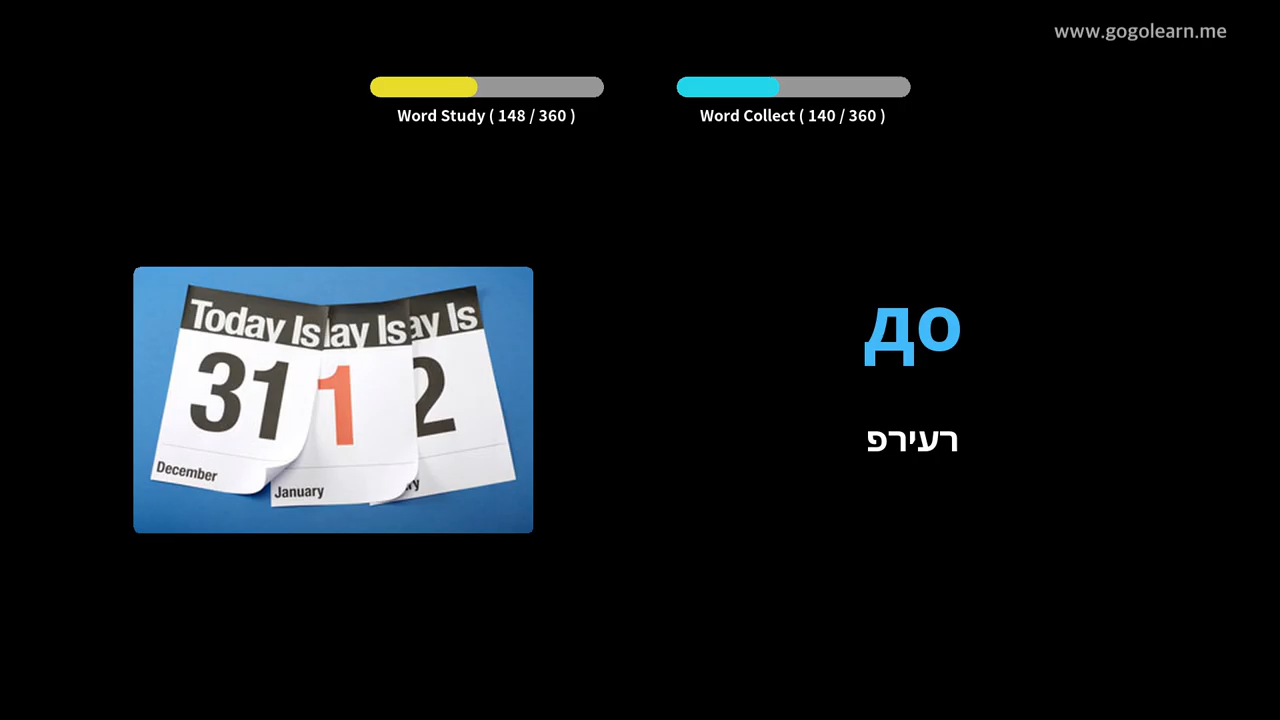 www.gogolearn.me
Word Study ( 148 / 360 )
Word Collect ( 140 / 360 )
Today Is
lay Is
ay Is
31
1
2
December
January
ry
до
רעירפ